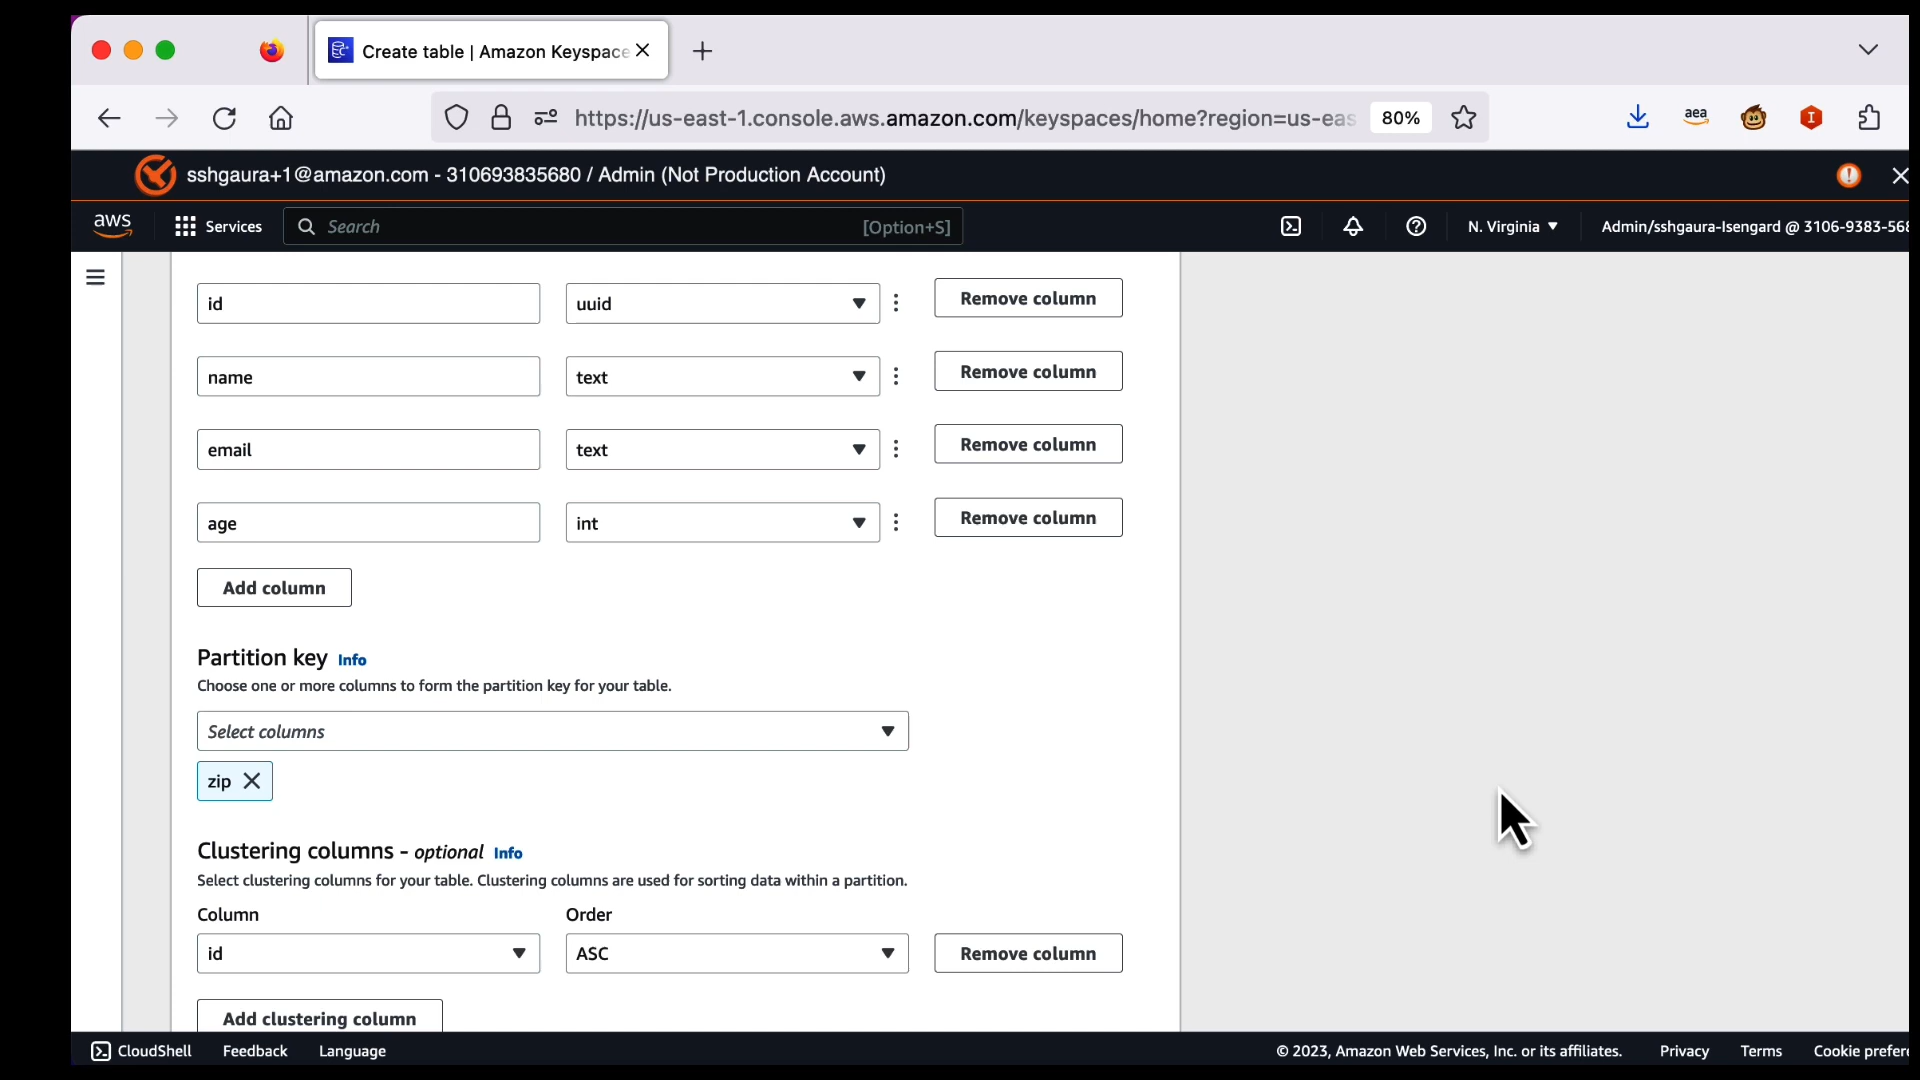 Create table | Amazon Keyspace
https://us-east-1.console.aws.amazon.com/keyspaces/home?region=us-eas
80%
aea
sshgaura+1@amazon.com - 310693835680 / Admin (Not Production Account)
aws
Services
Search
[Option+S]
N. Virginia
Admin/sshgaura-Isengard @ 3106-9383-568
id
uuid
Remove column
name
text
Remove column
email
text
Remove column
age
int
Remove column
Add column
Partition key Info
Choose one or more columns to form the partition key for your table.
Select columns
zip
Clustering columns - optional Info
Select clustering columns for your table. Clustering columns are used for sorting data within a partition.
Column
Order
id
ASC
Remove column
Add clustering column
CloudShell
Feedback
Language
© 2023, Amazon Web Services, Inc. or its affiliates.
Privacy
Terms
Cookie prefere